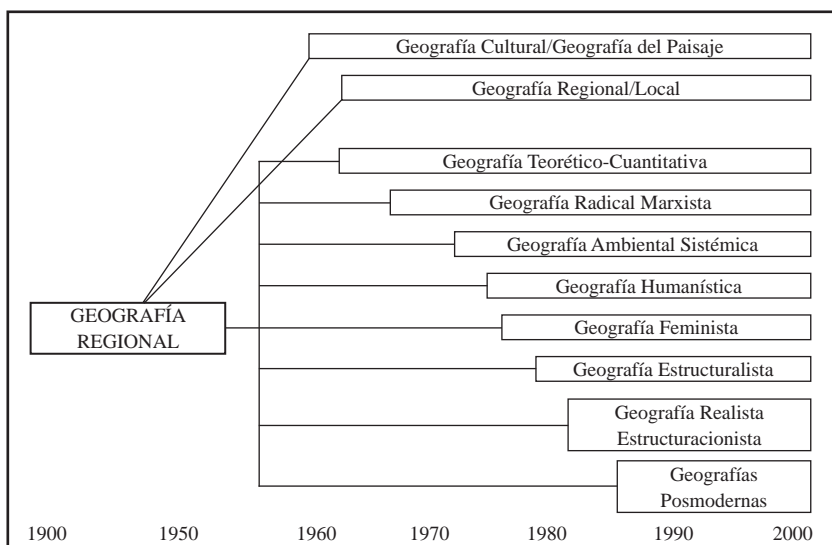 Geografía Cultural/Geografía del Paisaje
Geografía Regional/Local
Geografía Teorético-Cuantitativa
Geografía Radical Marxista
Geografía Ambiental Sistémica
Geografía Humanística
GEOGRAFÍA
REGIONAL
Geografía Feminista
Geografía Estructuralista
Geografía Realista
Estructuracionista
Geografías
Posmodernas
1900 1950 1960 1970 1980 1990 2000